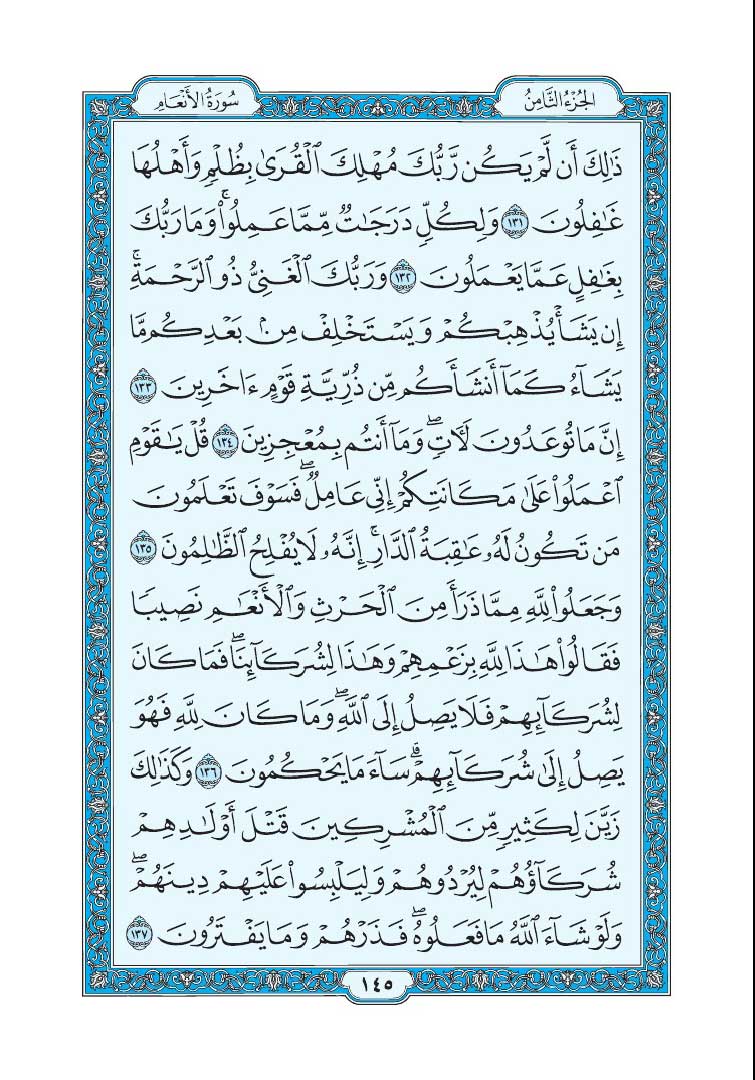 الجُزْءُ الثَّامِنُ
سُورَةُ الأَنْعَامِ
ذَٰلِكَ أَن لَّمْ يَكُن رَّبُّكَ مُهْلِكَ ٱلْقُرَىٰ بِظُلْمٍ وَأَهْلُهَا
غَٰفِلُونَ ١٣١ وَلِكُلٍّ دَرَجَٰتٌ مِّمَّا عَمِلُوا۟ۚ وَمَا رَبُّكَ
بِغَٰفِلٍ عَمَّا يَعْمَلُونَ ١٣٢ وَرَبُّكَ ٱلْغَنِىُّ ذُو ٱلرَّحْمَةِۚ
إِن يَشَأْ يُذْهِبْكُمْ وَيَسْتَخْلِفْ مِنۢ بَعْدِكُم مَّا
يَشَآءُ كَمَآ أَنشَأَكُم مِّن ذُرِّيَّةِ قَوْمٍ ءَاخَرِينَ ١٣٣
إِنَّ مَا تُوعَدُونَ لَءَاتٍۖ وَمَآ أَنتُم بِمُعْجِزِينَ ١٣٤ قُلْ يَٰقَوْمِ
ٱعْمَلُوا۟ عَلَىٰ مَكَانَتِكُمْ إِنِّى عَامِلٌۖ فَسَوْفَ تَعْلَمُونَ
مَن تَكُونُ لَهُۥ عَٰقِبَةُ ٱلدَّارِۚ إِنَّهُۥ لَا يُفْلِحُ ٱلظَّٰلِمُونَ ١٣٥
وَجَعَلُوا۟ لِلَّهِ مِمَّا ذَرَأَ مِنَ ٱلْحَرْثِ وَٱلْأَنْعَٰمِ نَصِيبًا
فَقَالُوا۟ هَٰذَا لِلَّهِ بِزَعْمِهِمْ وَهَٰذَا لِشُرَكَآئِنَاۖ فَمَا كَانَ
لِشُرَكَآئِهِمْ فَلَا يَصِلُ إِلَى ٱللَّهِۖ وَمَا كَانَ لِلَّهِ فَهُوَ
يَصِلُ إِلَىٰ شُرَكَآئِهِمْۗ سَآءَ مَا يَحْكُمُونَ ١٣٦ وَكَذَٰلِكَ
زَيَّنَ لِكَثِيرٍ مِّنَ ٱلْمُشْرِكِينَ قَتْلَ أَوْلَٰدِهِمْ
شُرَكَآؤُهُمْ لِيُرْدُوهُمْ وَلِيَلْبِسُوا۟ عَلَيْهِمْ دِينَهُمْۖ
وَلَوْ شَآءَ ٱللَّهُ مَا فَعَلُوهُۖ فَذَرْهُمْ وَمَا يَفْتَرُونَ ١٣٧
١٤٥